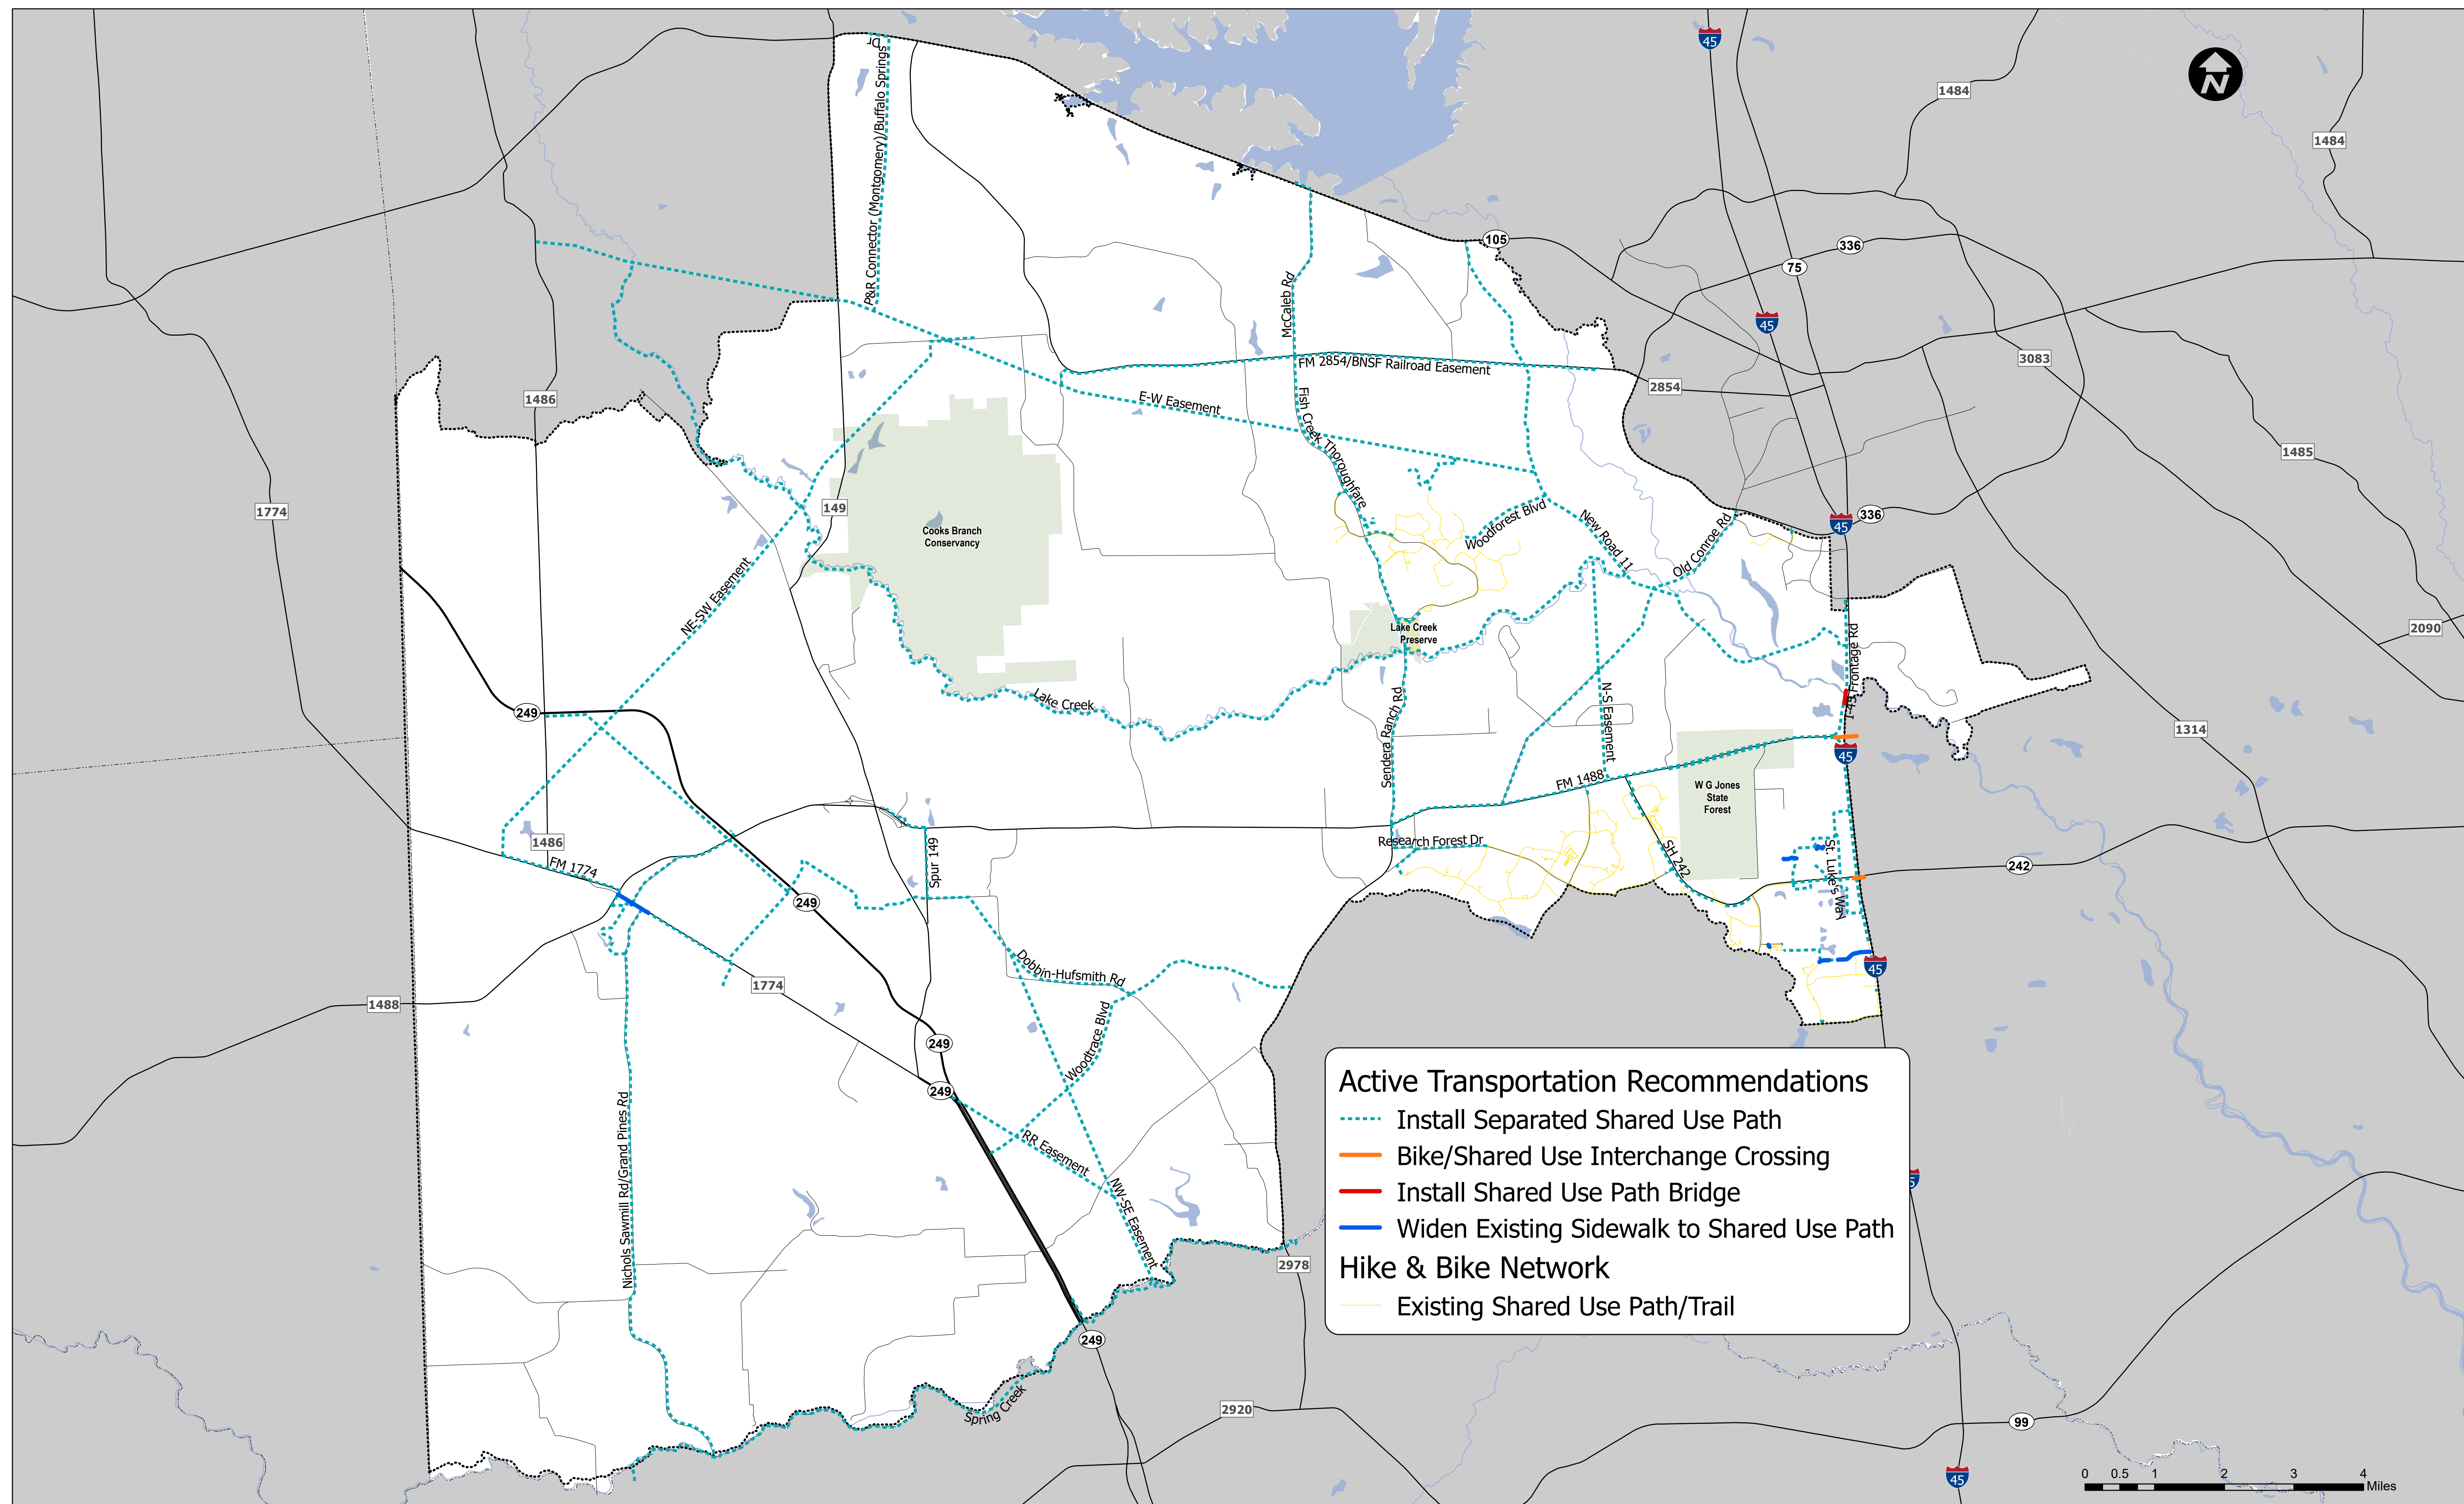 Dr
P&R Connector (Montgomery)/Buffalo Springs
45
1484
1484
105
336
75
45
McCaleb Rd
FM 2854/BNSF Railroad Easement
3083
2854
1486
E-W Easement
Fish Creek Thoroughfare
1485
1774
149
Cooks Branch
Conservancy
Woodforest Blvd
New Road 11
Old Conroe Rd
45
336
NE-SW Easement
Lake Creek
Preserve
2090
I-45 Frontage Rd
Lake Creek
Sendera Ranch Rd
N-S Easement
249
1314
45
FM 1488
W G Jones
State
Forest
1486
Research Forest Dr
FM 1774
Spur 149
SH 242
St. Luke's Way
242
249
45
Dobbin-Hufsmith Rd
1774
1488
Woodtrace Blvd
249
249
Nichols Sawmill Rd/Grand Pines Rd
RR Easement
NW-SE Easement
2978
249
Spring Creek
2920
99
45
N
Active Transportation Recommendations
Install Separated Shared Use Path
Bike/Shared Use Interchange Crossing
Install Shared Use Path Bridge
Widen Existing Sidewalk to Shared Use Path
Hike & Bike Network
Existing Shared Use Path/Trail
5
0 0.5 1 2 3 4
Miles